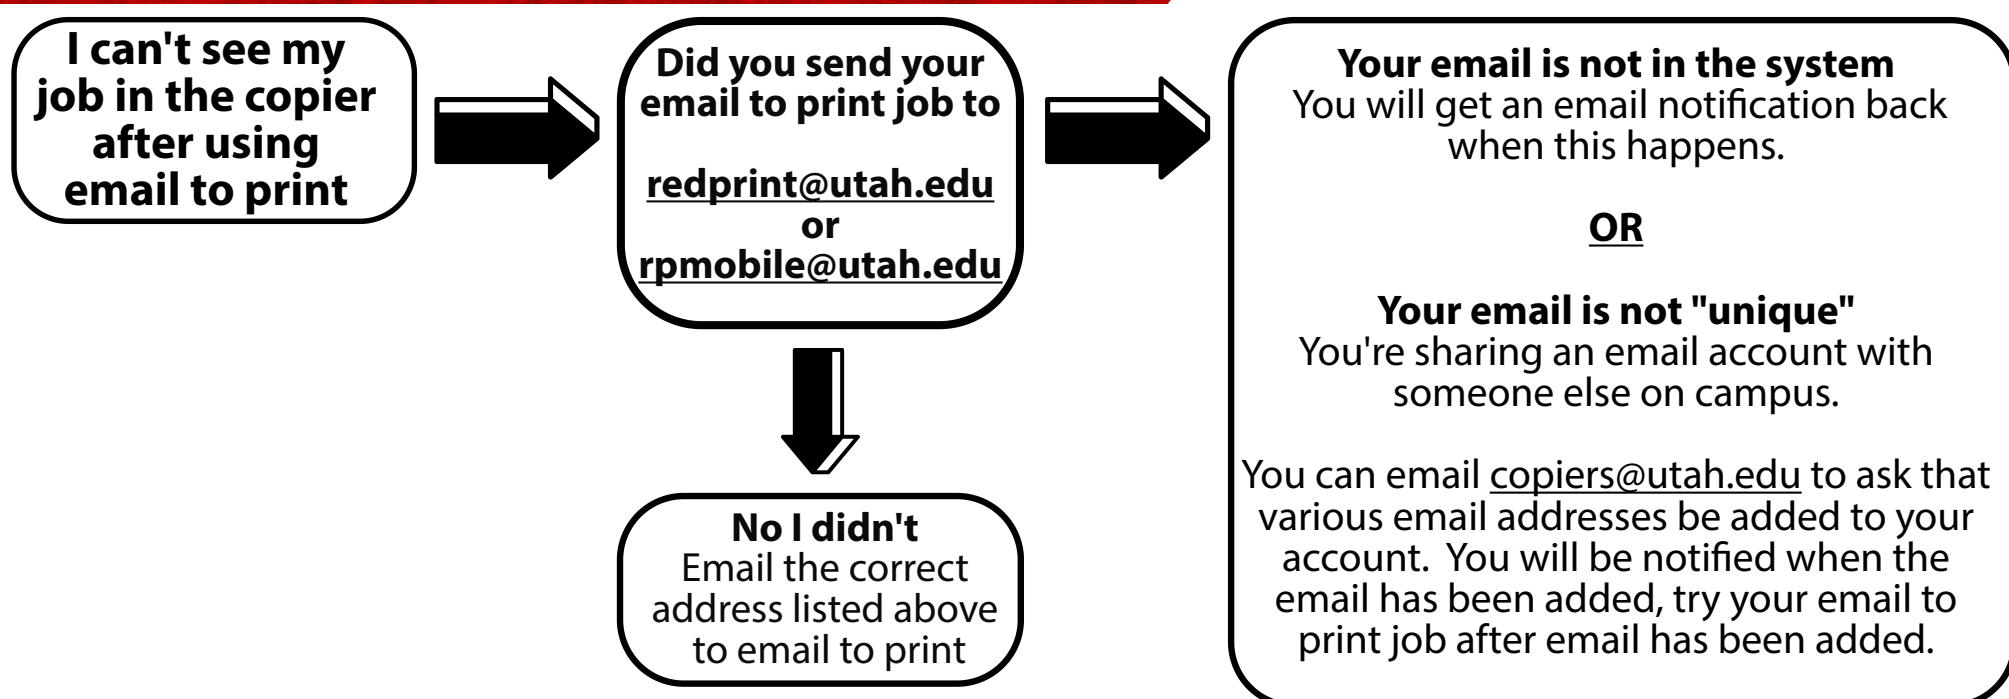 I can't see my
job in the copier
after using
email to print
Did you send your
email to print job to
redprint@utah.edu
or
rpmobile@utah.edu
No I didn't
Email the correct
address listed above
to email to print
Your email is not in the system
You will get an email notification back
when this happens.
OR
Your email is not "unique"
You're sharing an email account with
someone else on campus.
You can email copiers@utah.edu to ask that
various email addresses be added to your
account.  You will be notified when the
email has been added, try your email to
print job after email has been added.